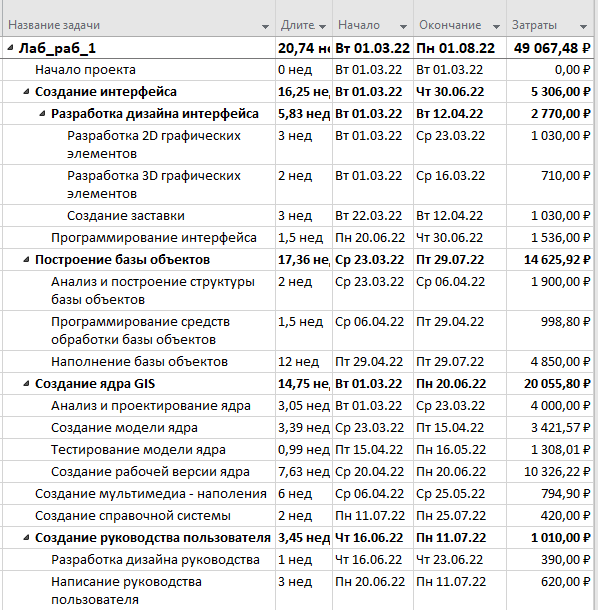 Название задачи Длите Начало Окончание Затраты
Лаб_раб_1 20,74 не Вт 01.03.22 Пн 01.08.22 49 067,48 ₽
Начало проекта 0 нед Вт 01.03.22 Вт 01.03.22 0,00 ₽
Создание интерфейса 16,25 нед Вт 01.03.22 Чт 30.06.22 5 306,00 ₽
Разработка дизайна интерфейса 5,83 нед Вт 01.03.22 Вт 12.04.22 2 770,00 ₽
Разработка 2D графических 3 нед Вт 01.03.22 Ср 23.03.22 1 030,00 ₽
элементов
Разработка 3D графических 2 нед Вт 01.03.22 Ср 16.03.22 710,00 ₽
элементов
Создание заставки 3 нед Вт 22.03.22 Вт 12.04.22 1 030,00 ₽
Программирование интерфейса 1,5 нед Пн 20.06.22 Чт 30.06.22 1 536,00 ₽
Построение базы объектов 17,36 нед Ср 23.03.22 Пт 29.07.22 14 625,92 ₽
Анализ и построение структуры 2 нед Ср 23.03.22 Ср 06.04.22 1 900,00 ₽
базы объектов
Программирование средств 1,5 нед Ср 06.04.22 Пт 29.04.22 998,80 ₽
обработки базы объектов
Наполнение базы объектов 12 нед Пт 29.04.22 Пт 29.07.22 4 850,00 ₽
Создание ядра GIS 14,75 нед Вт 01.03.22 Пн 20.06.22 20 055,80 ₽
Анализ и проектирование ядра 3,05 нед Вт 01.03.22 Ср 23.03.22 4 000,00 ₽
Создание модели ядра 3,39 нед Ср 23.03.22 Пт 15.04.22 3 421,57 ₽
Тестирование модели ядра 0,99 нед Пт 15.04.22 Пн 16.05.22 1 308,01 ₽
Создание рабочей версии ядра 7,63 нед Ср 20.04.22 Пн 20.06.22 10 326,22 ₽
Создание мультимедиа - наполения 6 нед Ср 06.04.22 Ср 25.05.22 794,90 ₽
Создание справочной системы 2 нед Пн 11.07.22 Пн 25.07.22 420,00 ₽
Создание руководства пользователя 3,45 нед Чт 16.06.22 Пн 11.07.22 1 010,00 ₽
Разработка дизайна руководства 1 нед Чт 16.06.22 Чт 23.06.22 390,00 ₽
Написание руководства 3 нед Пн 20.06.22 Пн 11.07.22 620,00 ₽
пользователя